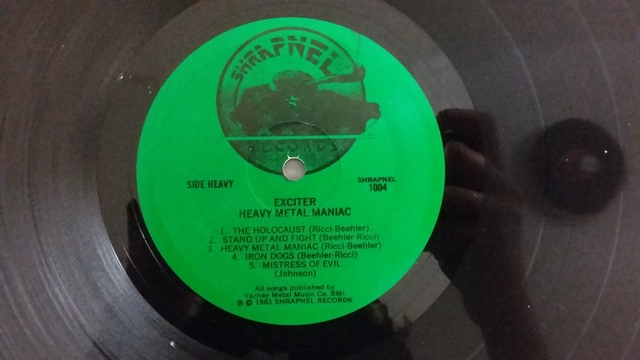 SHRAPNEL
RECORDS
SIDE HEAVY
SHRAPNEL
1004
EXCITER
HEAVY METAL MANIAC
1. THE HOLOCAUST (Ricci-Beehler)
2. STAND UP AND FIGHT (Beehler-Ricci)
3. HEAVY METAL MANIAC (Ricci-Beehler)
4. IRON DOGS (Beehler-Ricci)
5. MISTRESS OF EVIL
(Johnson)
All songs published by
Varney Metal Music Co. BMI
℗ © 1983 SHRAPNEL RECORDS